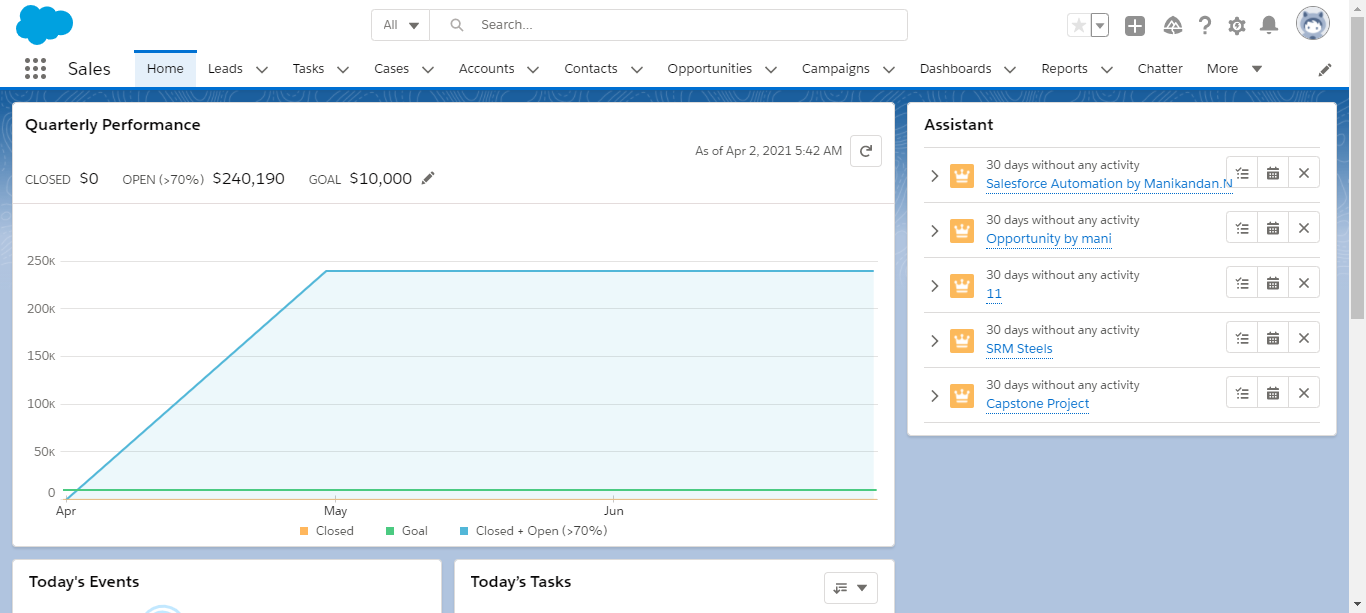 All
Search...
Sales
Home
Leads
Tasks
Cases
Accounts
Contacts
Opportunities
Campaigns
Dashboards
Reports
Chatter
More
Quarterly Performance
As of Apr 2, 2021 5:42 AM
CLOSED $0 OPEN (>70%) $240,190 GOAL $10,000
250K
200K
150K
100K
50K
0
Apr May Jun
Closed Goal Closed + Open (>70%)
Assistant
30 days without any activity
Salesforce Automation by Manikandan.N
30 days without any activity
Opportunity by mani
30 days without any activity
11
30 days without any activity
SRM Steels
30 days without any activity
Capstone Project
Today's Events
Today’s Tasks